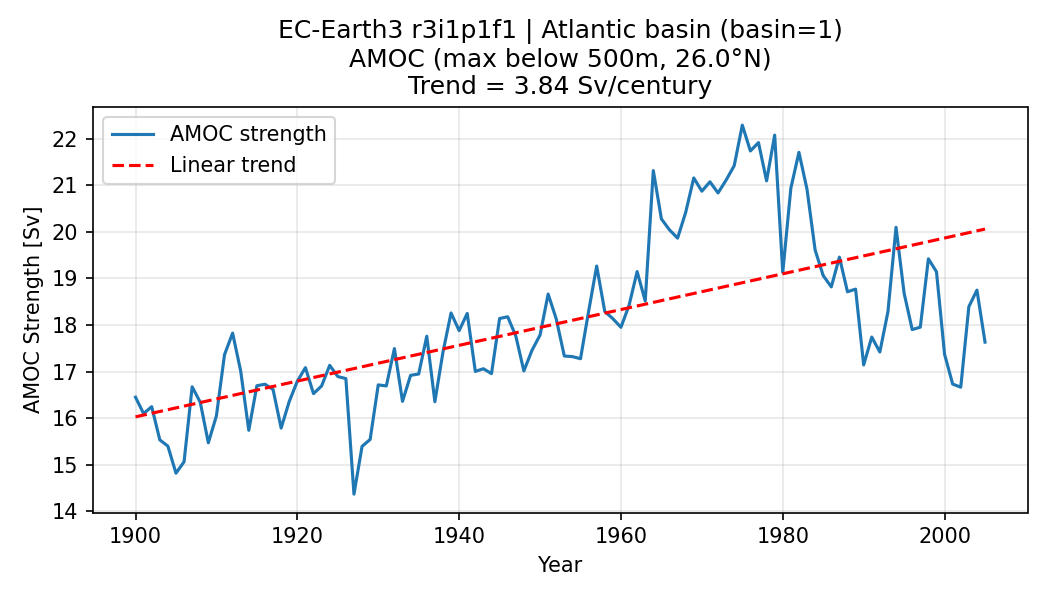 EC-Earth3 r3i1p1f1 | Atlantic basin (basin=1)
AMOC (max below 500m, 26.0°N)
Trend = 3.84 Sv/century
AMOC strength
Linear trend
AMOC Strength [Sv]
22
21
20
19
18
17
16
15
14
1900
1920
1940
1960
1980
2000
Year